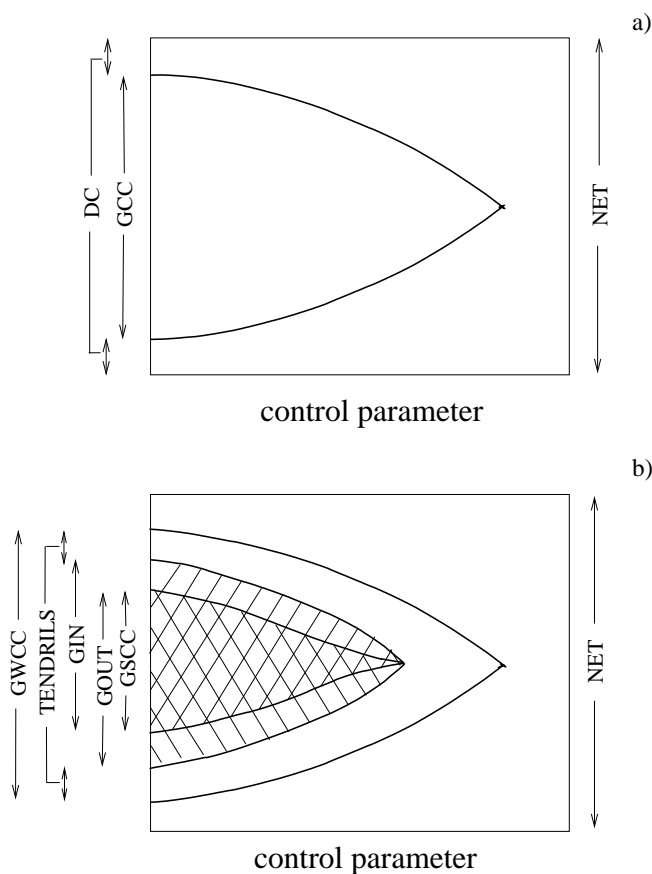 a)
DC
GCC
NET
control parameter
b)
GWCC
TENDRILS
GIN
GOUT
GSCC
NET
control parameter